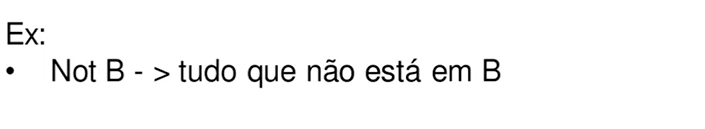 Ex:
• Not B - > tudo que não está em B